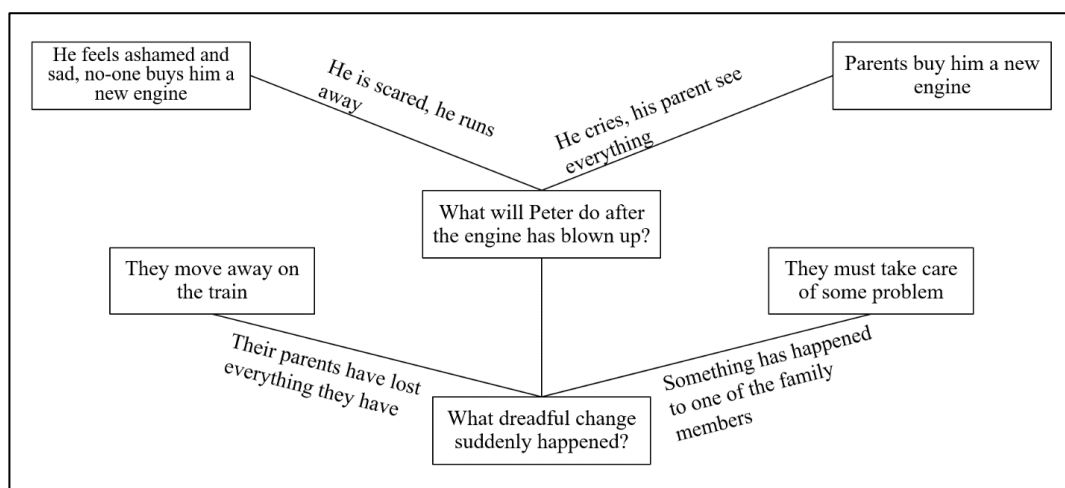 He feels ashamed and
sad, no-one buys him a
new engine
He is scared, he runs
away
He cries, his parent see
everything
Parents buy him a new
engine
What will Peter do after
the engine has blown up?
They move away on
the train
They must take care
of some problem
Their parents have lost
everything they have
Something has happened
to one of the family
members
What dreadful change
suddenly happened?